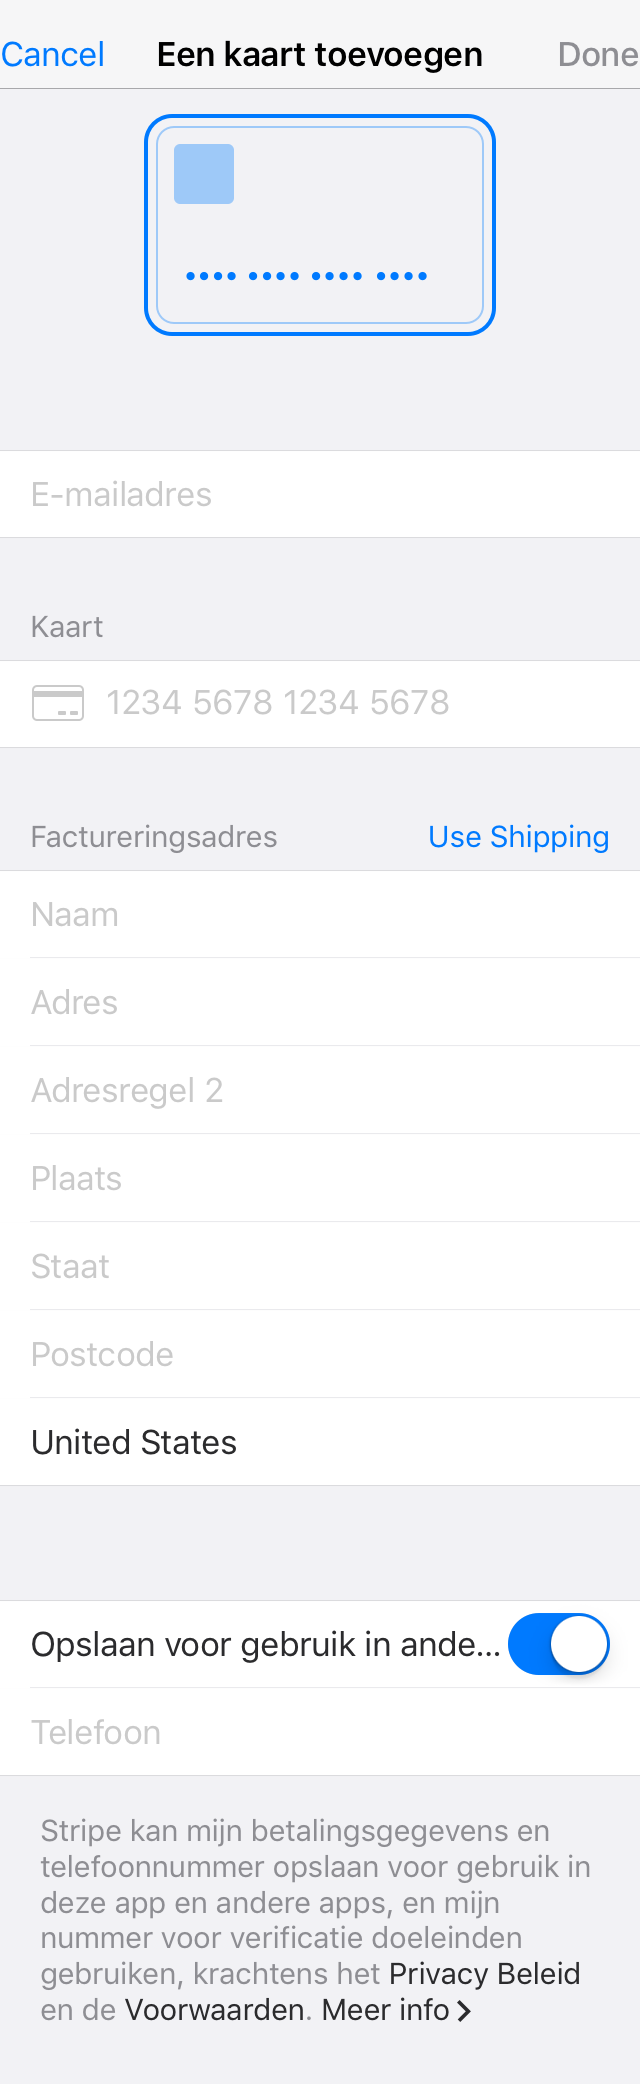 Cancel Een kaart toevoegen Done
•••• •••• •••• ••••
E-mailadres
Kaart
1234 5678 1234 5678
Factureringsadres Use Shipping
Naam
Adres
Adresregel 2
Plaats
Staat
Postcode
United States
Opslaan voor gebruik in ande...
Telefoon
Stripe kan mijn betalingsgegevens en
telefoonnummer opslaan voor gebruik in
deze app en andere apps, en mijn
nummer voor verificatie doeleinden
gebruiken, krachtens het Privacy Beleid
en de Voorwaarden. Meer info